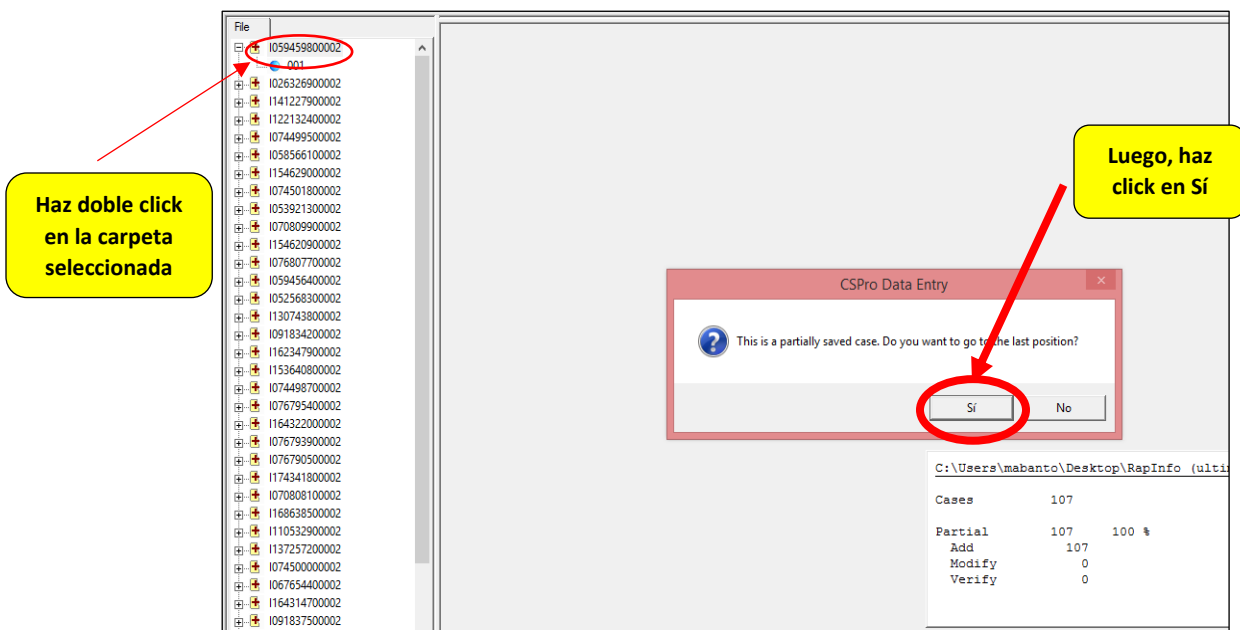 File
I059459800002
001
I026326900002
I141227900002
I122132400002
I074499500002
I058566100002
I154629000002
I074501800002
I053921300002
I070809900002
I154620900002
I076807700002
I059456400002
I052568300002
I130743800002
I091834200002
I162347900002
I153640800002
I074498700002
I076795400002
I164322000002
I076793900002
I076790500002
I174341800002
I070808100002
I168638500002
I110532900002
I137257200002
I074500000002
I067654400002
I164314700002
I091837500002
Haz doble click
en la carpeta
seleccionada
Luego, haz
click en Sí
CSPro Data Entry
This is a partially saved case. Do you want to go to the last position?
Sí
No
C:\Users\mabanto\Desktop\RapInfo (ulti
Cases 107
Partial 107 100 %
Add 107
Modify 0
Verify 0